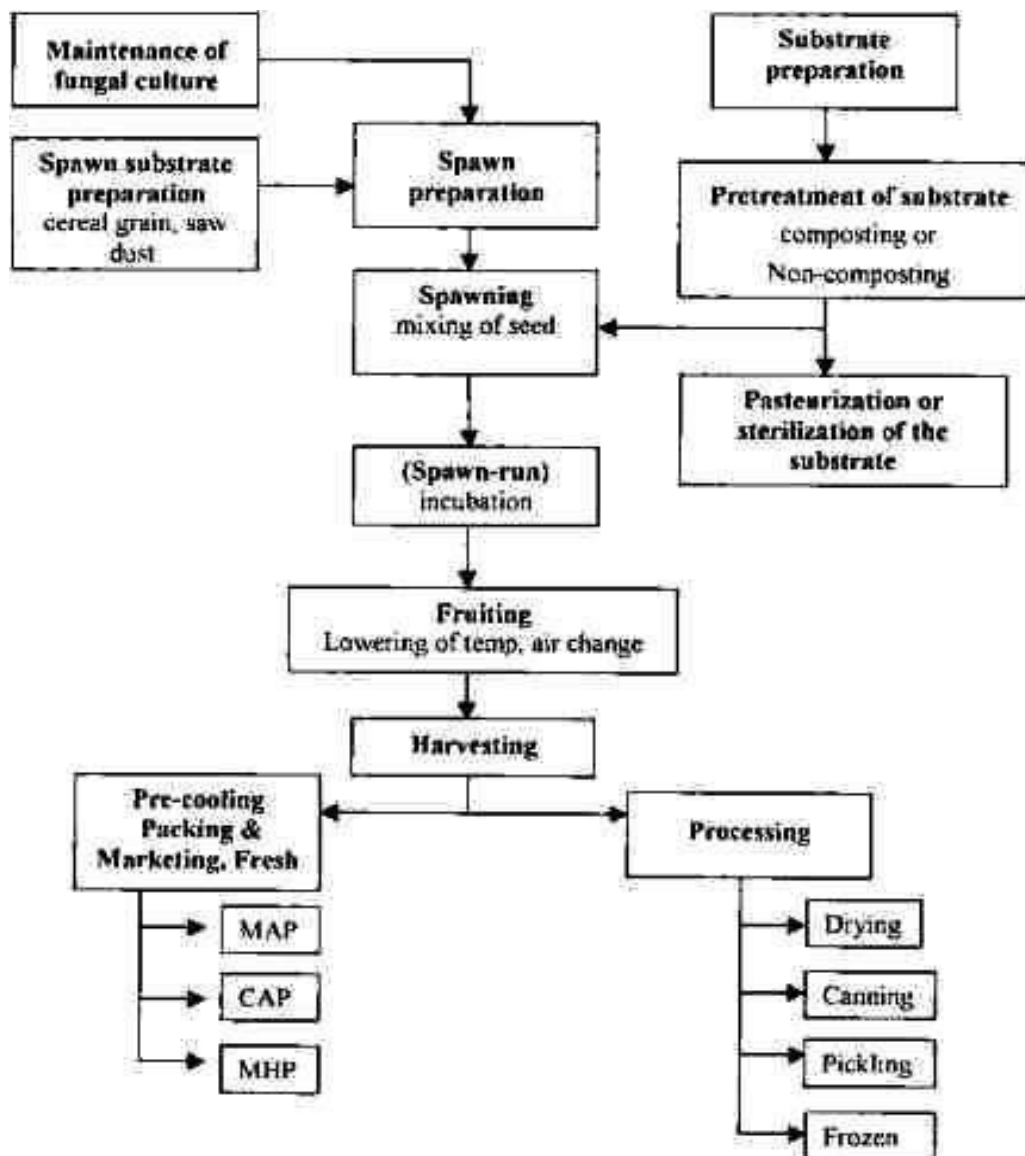 Maintenance of
fungal culture
Substrate
preparation
Spawn substrate
preparation
cereal grain, saw
dust
Spawn
preparation
Pretreatment of substrate
composting or
Non-composting
Spawning
mixing of seed
Pasteurization or
sterilization of the
substrate
(Spawn-run)
incubation
Fruiting
Lowering of temp, air change
Harvesting
Pre-cooling
Packing &
Marketing, Fresh
Processing
MAP
CAP
MHP
Drying
Canning
Pickling
Frozen